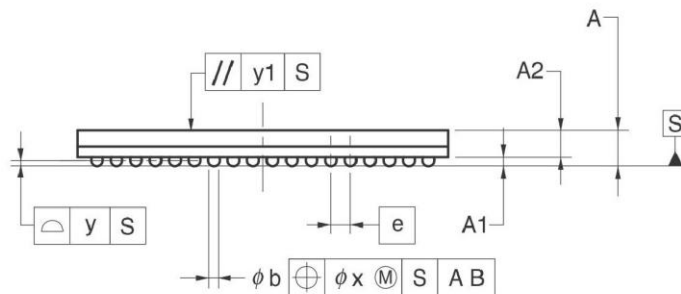 A
// y1 S
A2
S
⌓ y S
e
A1
ϕb ⌖ ϕx Ⓜ S A B